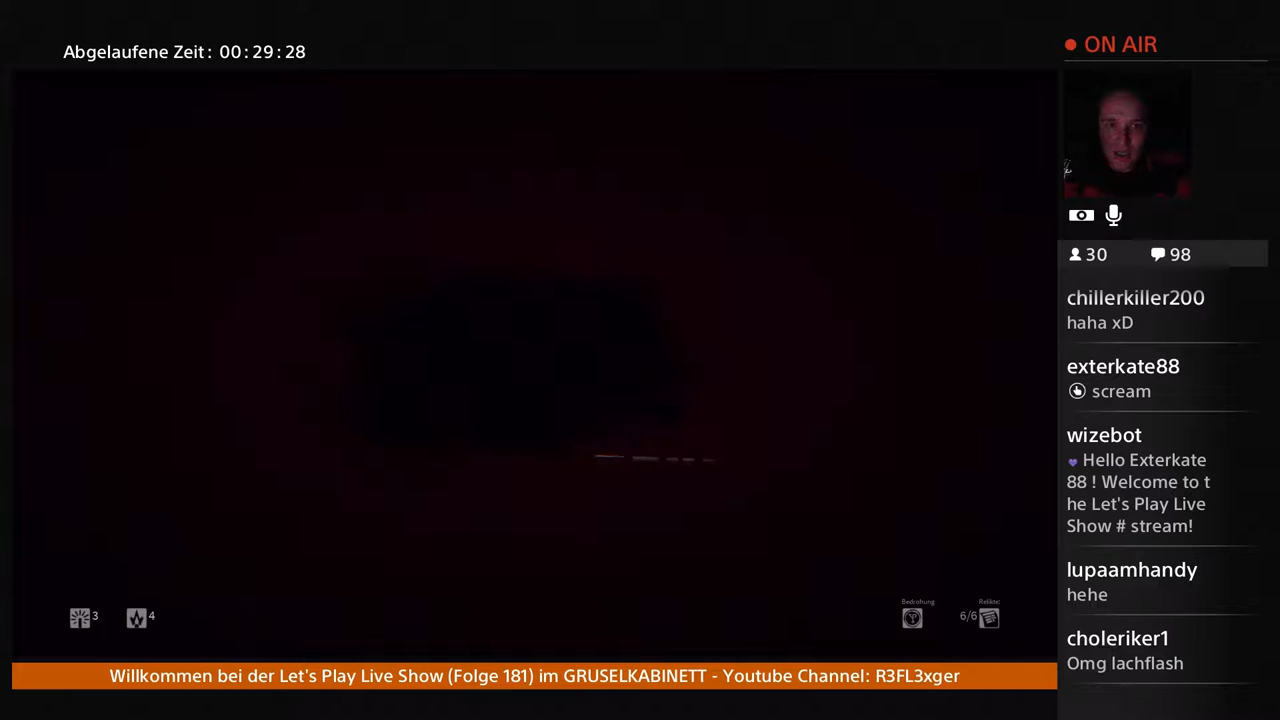 Abgelaufene Zeit: 00:29:28
ON AIR
30 98
chillerkiller200
haha xD
exterkate88
scream
wizebot
Hello Exterkate
88 ! Welcome to t
he Let's Play Live
Show # stream!
lupaamhandy
hehe
choleriker1
Omg lachflash
3 4
Bedrohung Relikte:
6/6
Willkommen bei der Let's Play Live Show (Folge 181) im GRUSELKABINETT - Youtube Channel: R3FL3xger